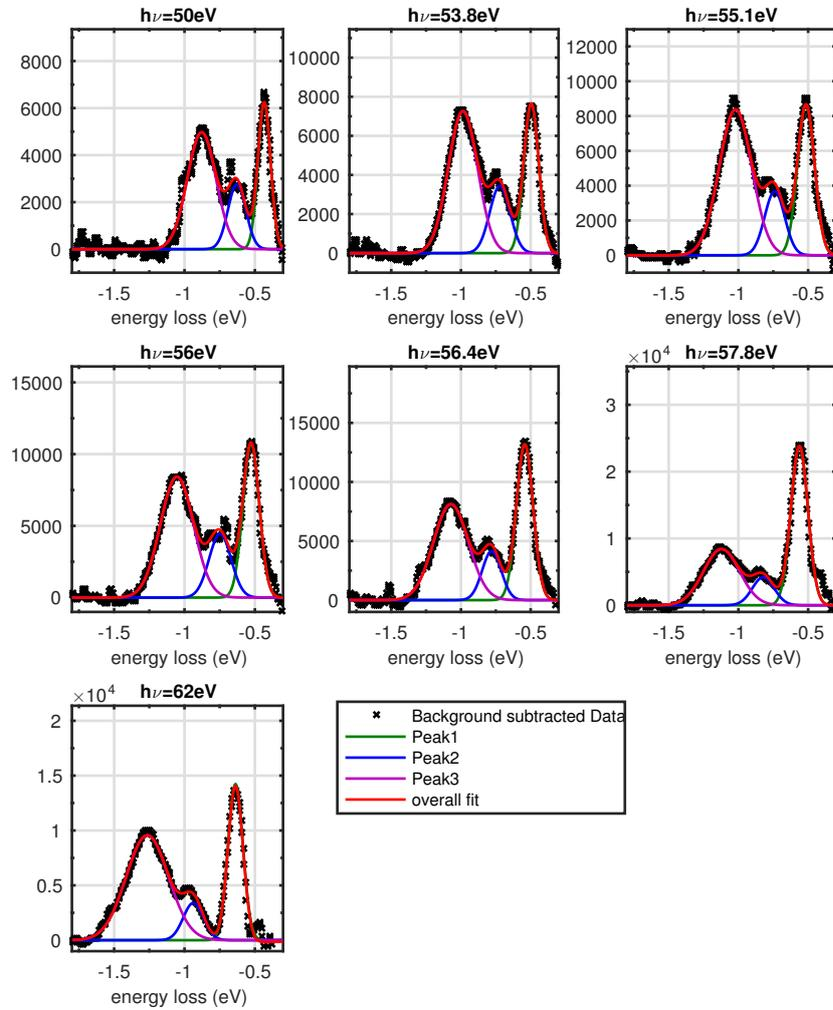 hν=50eV
8000
6000
4000
2000
0
-1.5 -1 -0.5
energy loss (eV)
hν=53.8eV
10000
8000
6000
4000
2000
0
-1.5 -1 -0.5
energy loss (eV)
hν=55.1eV
12000
10000
8000
6000
4000
2000
0
-1.5 -1 -0.5
energy loss (eV)
hν=56eV
15000
10000
5000
0
-1.5 -1 -0.5
energy loss (eV)
hν=56.4eV
15000
10000
5000
0
-1.5 -1 -0.5
energy loss (eV)
×10⁴ hν=57.8eV
3
2
1
0
-1.5 -1 -0.5
energy loss (eV)
hν=62eV
×10⁴
2
1.5
1
0.5
0
-1.5 -1 -0.5
energy loss (eV)
Background subtracted Data
Peak1
Peak2
Peak3
overall fit